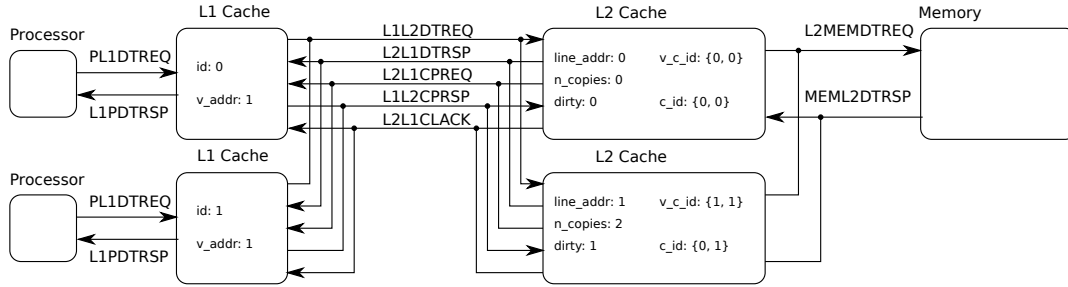 L1 Cache
L2 Cache
Memory
Processor
PL1DTREQ
L1PDTRSP
id: 0
v_addr: 1
L1L2DTREQ
L2L1DTRSP
L2L1CPREQ
L1L2CPRSP
L2L1CLACK
line_addr: 0 v_c_id: {0, 0}
n_copies: 0
dirty: 0 c_id: {0, 0}
L2MEMDTREQ
MEML2DTRSP
L1 Cache
L2 Cache
Processor
PL1DTREQ
L1PDTRSP
id: 1
v_addr: 1
line_addr: 1 v_c_id: {1, 1}
n_copies: 2
dirty: 1 c_id: {0, 1}